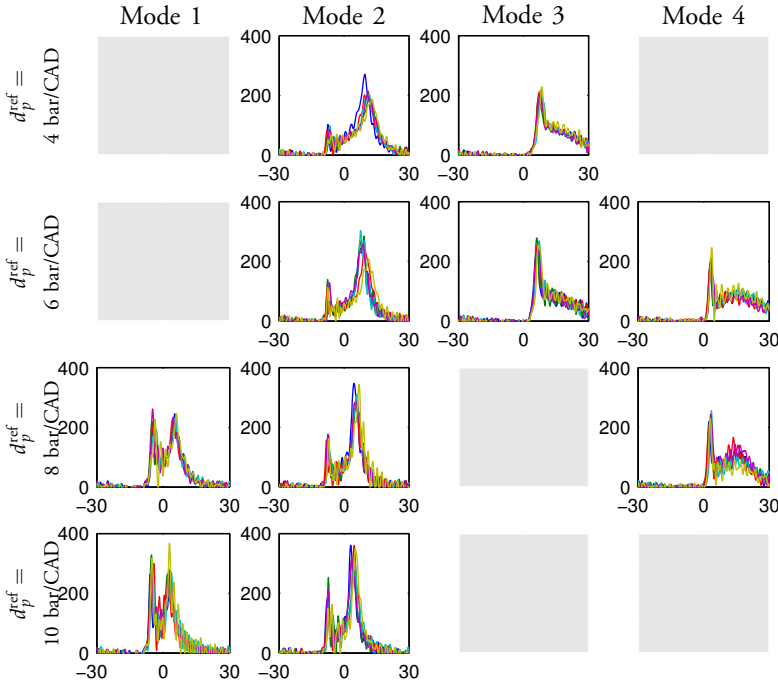 Mode 1 Mode 2 Mode 3 Mode 4
d_p^ref =
4 bar/CAD
400 400
200 200
0 0
−30 0 30 −30 0 30
d_p^ref =
6 bar/CAD
400 400 400
200 200 200
0 0 0
−30 0 30 −30 0 30 −30 0 30
d_p^ref =
8 bar/CAD
400 400 400
200 200 200
0 0 0
−30 0 30 −30 0 30 −30 0 30
d_p^ref =
10 bar/CAD
400 400
200 200
0 0
−30 0 30 −30 0 30